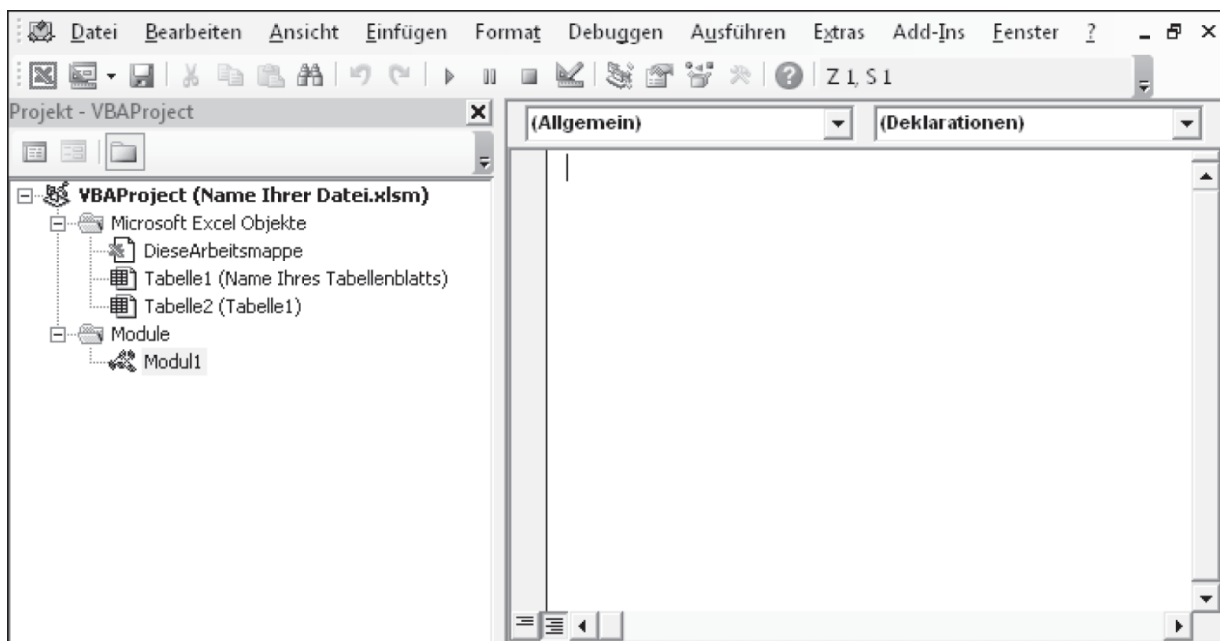 Datei Bearbeiten Ansicht Einfügen Format Debuggen Ausführen Extras Add-Ins Fenster ?
Z 1, S 1
Projekt - VBAProject
(Allgemein) (Deklarationen)
VBAProject (Name Ihrer Datei.xlsm)
Microsoft Excel Objekte
DieseArbeitsmappe
Tabelle1 (Name Ihres Tabellenblatts)
Tabelle2 (Tabelle1)
Module
Modul1